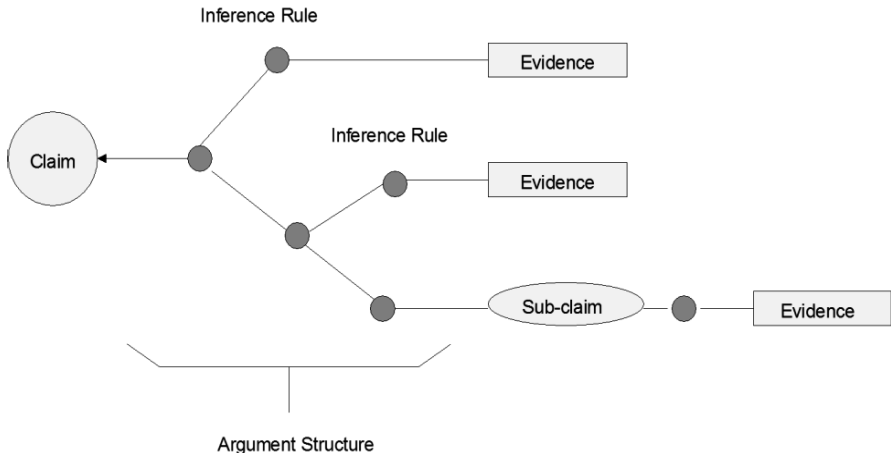 Inference Rule
Evidence
Inference Rule
Claim
Evidence
Sub-claim
Evidence
Argument Structure